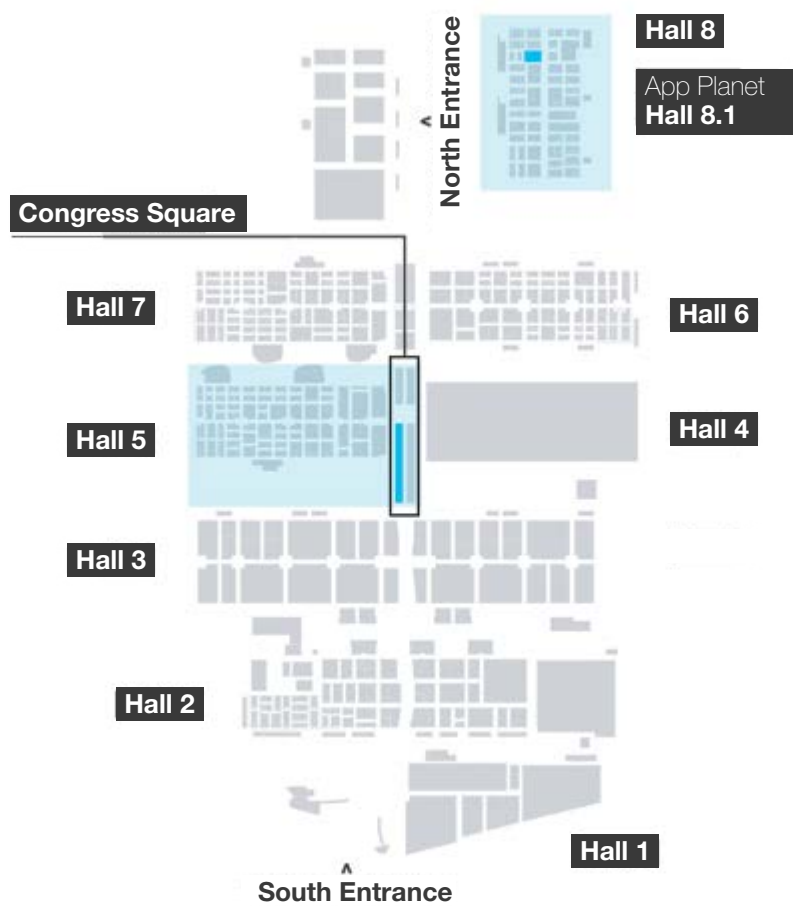 Hall 8
App Planet
Hall 8.1
North Entrance
Congress Square
Hall 7
Hall 6
Hall 5
Hall 4
Hall 3
Hall 2
Hall 1
South Entrance